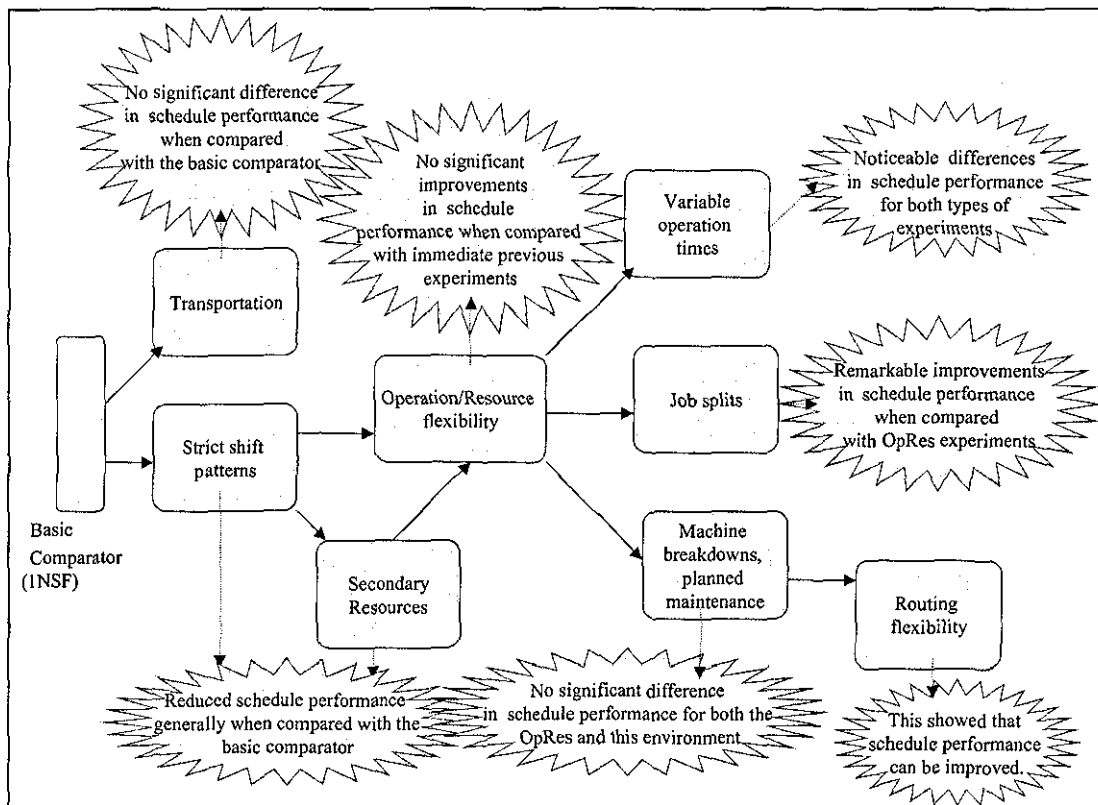 No significant difference
in schedule performance
when compared
with the basic comparator
No significant
improvements
in schedule
performance when compared
with immediate previous
experiments
Variable
operation
times
Noticeable differences
in schedule performance
for both types of
experiments
Transportation
Operation/Resource
flexibility
Job splits
Remarkable improvements
in schedule performance
when compared
with OpRes experiments
Strict shift
patterns
Basic
Comparator
(1NSF)
Secondary
Resources
Machine
breakdowns,
planned
maintenance
Routing
flexibility
Reduced schedule performance
generally when compared with the
basic comparator
No significant difference
in schedule performance for both the
OpRes and this environment
This showed that
schedule performance
can be improved.